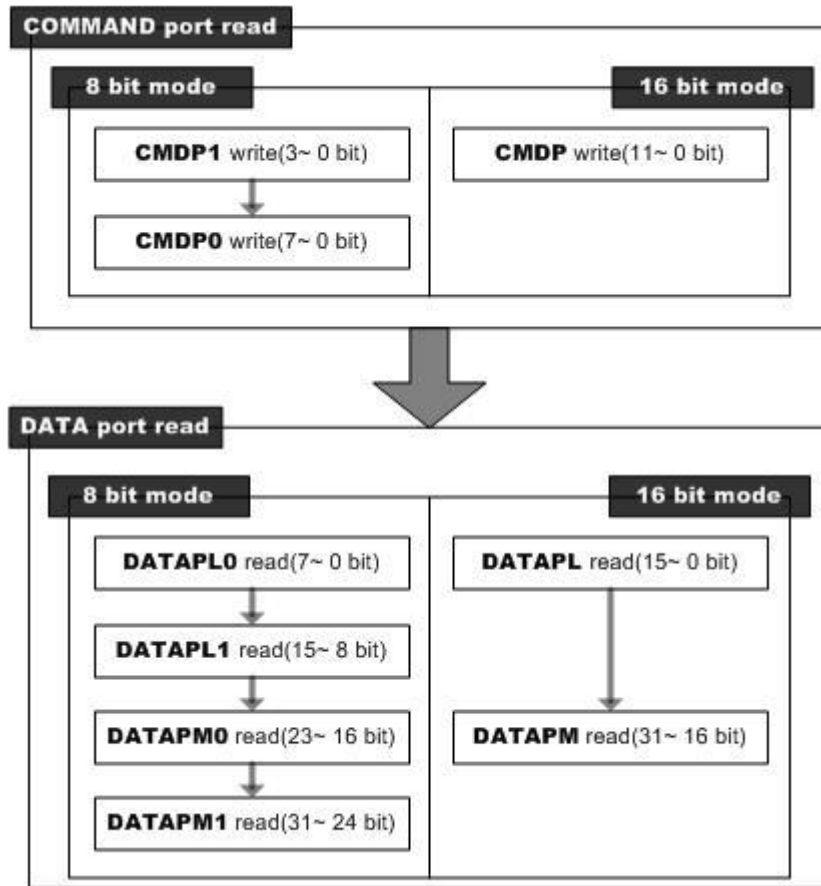 COMMAND port read
8 bit mode
16 bit mode
CMDP1 write(3~ 0 bit)
CMDP write(11~ 0 bit)
CMDP0 write(7~ 0 bit)
DATA port read
8 bit mode
16 bit mode
DATAPL0 read(7~ 0 bit)
DATAPL read(15~ 0 bit)
DATAPL1 read(15~ 8 bit)
DATAPM0 read(23~ 16 bit)
DATAPM read(31~ 16 bit)
DATAPM1 read(31~ 24 bit)